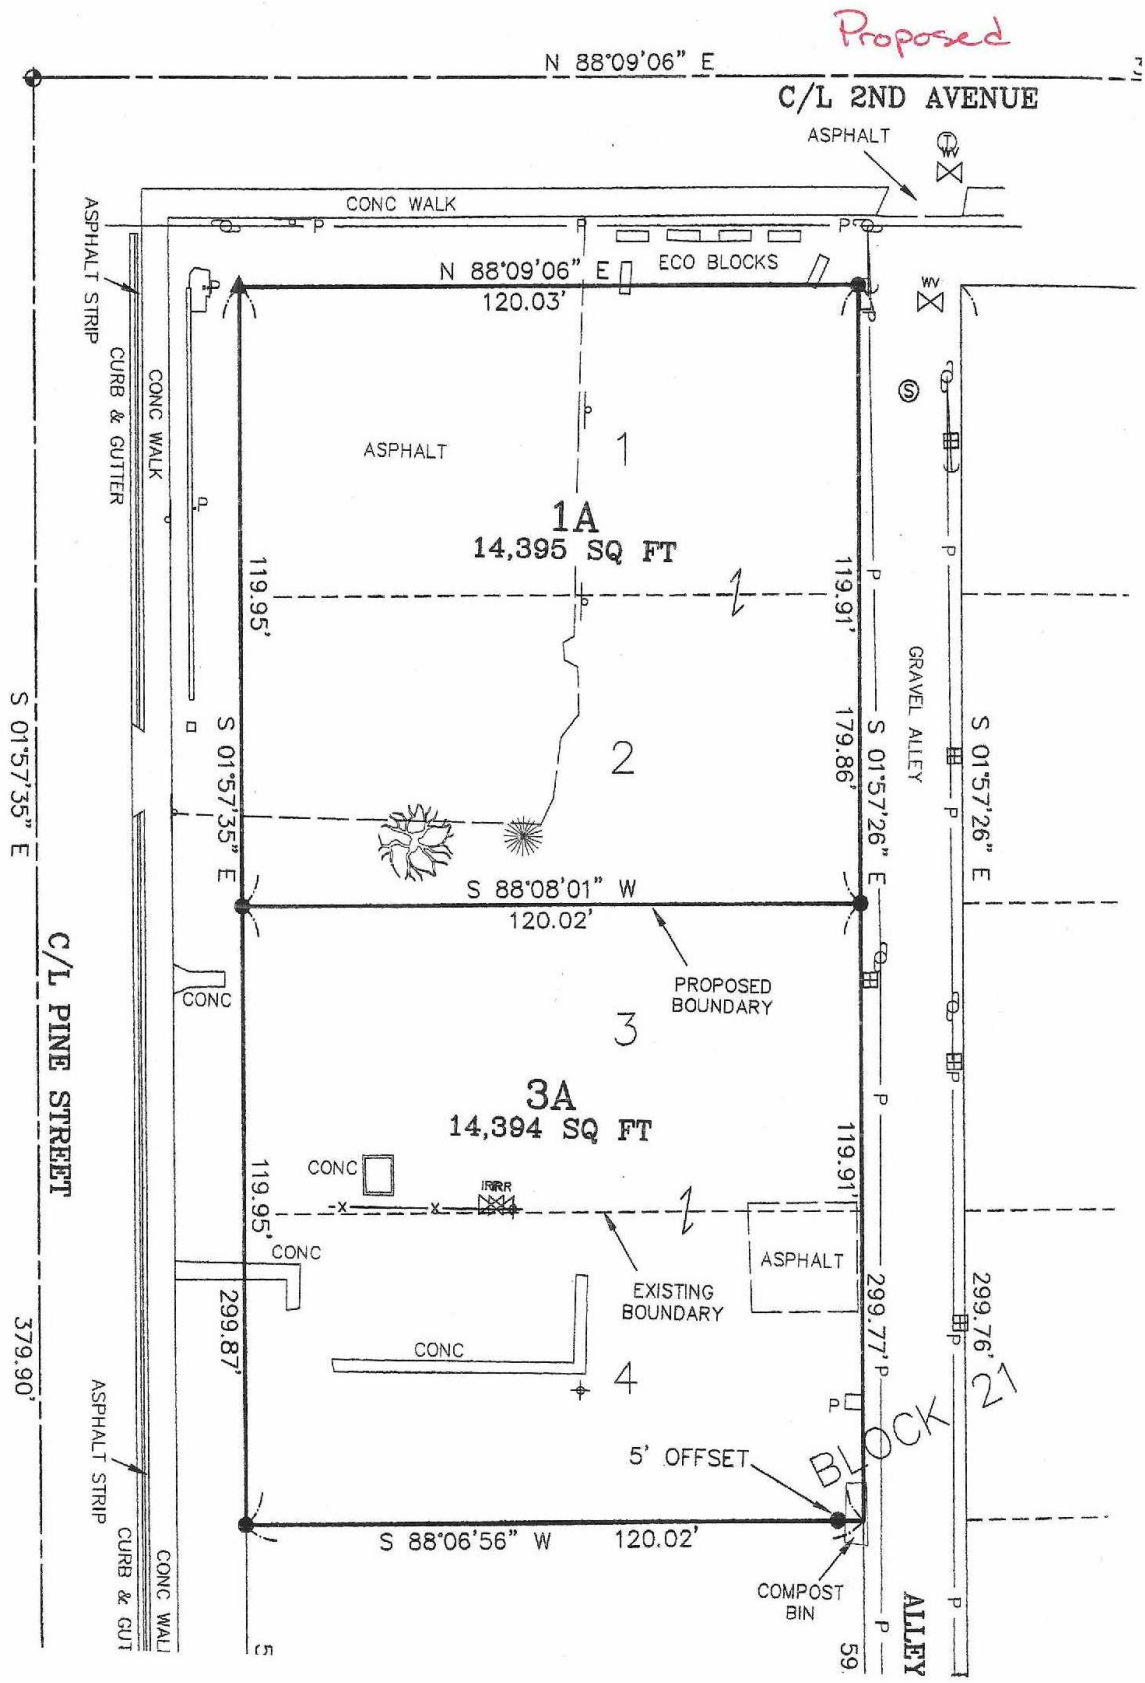 Proposed
N 88°09'06" E
C/L 2ND AVENUE
ASPHALT
T
WV
CONC WALK
P
P
P
ECO BLOCKS
N 88°09'06" E
120.03'
P
P
WV
S
ASPHALT STRIP
CURB & GUTTER
CONC WALK
ASPHALT
1
1A
14,395 SQ FT
P
P
P
119.95'
119.91'
GRAVEL ALLEY
S 01°57'35" E
S 01°57'35" E
2
179.86'
S 01°57'26" E
S 01°57'26" E
P
S 88°08'01" W
120.02'
PROPOSED
BOUNDARY
C/L PINE STREET
CONC
3
3A
14,394 SQ FT
P
P
CONC
119.95'
119.91'
X
X
CONC
EXISTING
BOUNDARY
ASPHALT
299.87'
299.77'
299.76'
P
P
379.90'
CONC
4
P
BLOCK 21
5' OFFSET
ASPHALT STRIP
S 88°06'56" W
120.02'
COMPOST
BIN
CURB & GUT
CONC WAL
ALLEY
P
P
59